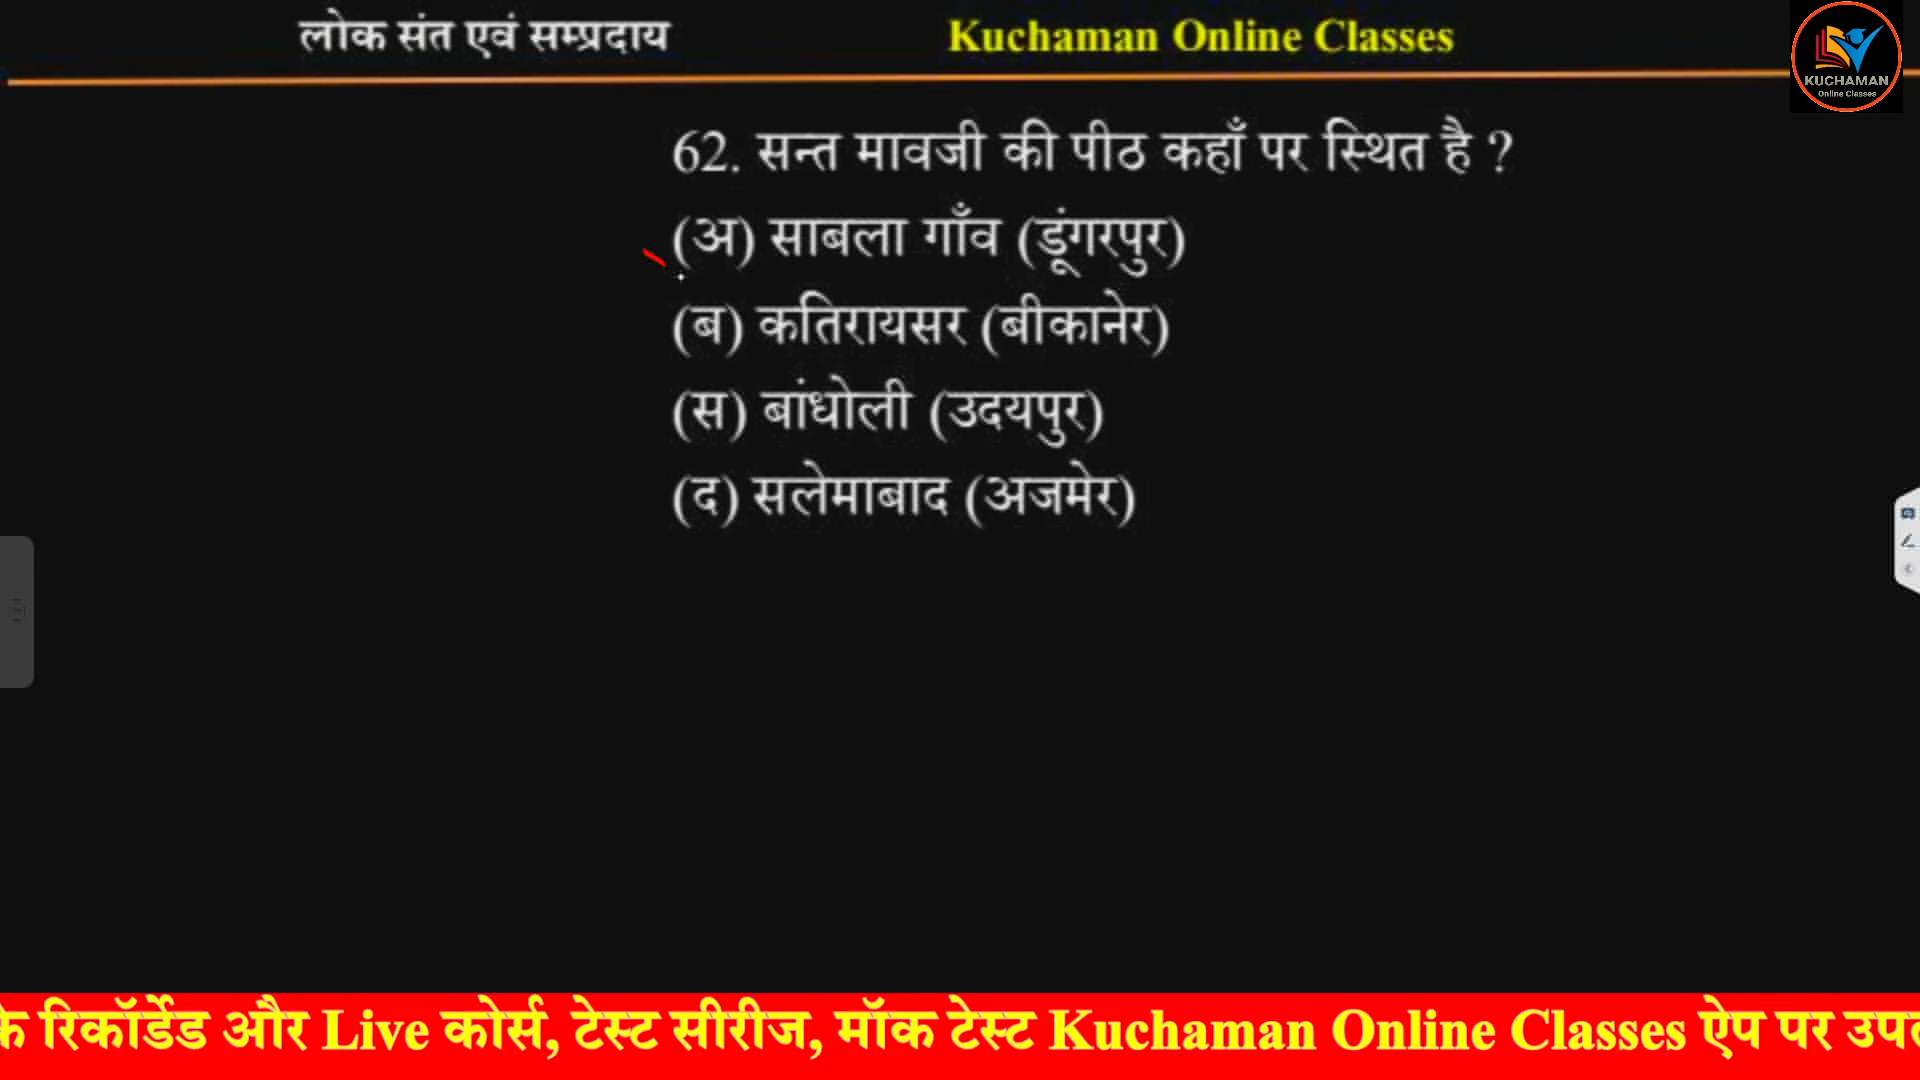 लोक संत एवं सम्प्रदाय
Kuchaman Online Classes
KUCHAMAN
Online Classes
62. सन्त मावजी की पीठ कहाँ पर स्थित है ?
(अ) साबला गाँव (डूंगरपुर)
(ब) कतिरायसर (बीकानेर)
(स) बांधोली (उदयपुर)
(द) सलेमाबाद (अजमेर)
के रिकॉर्डेड और Live कोर्स, टेस्ट सीरीज, मॉक टेस्ट Kuchaman Online Classes ऐप पर